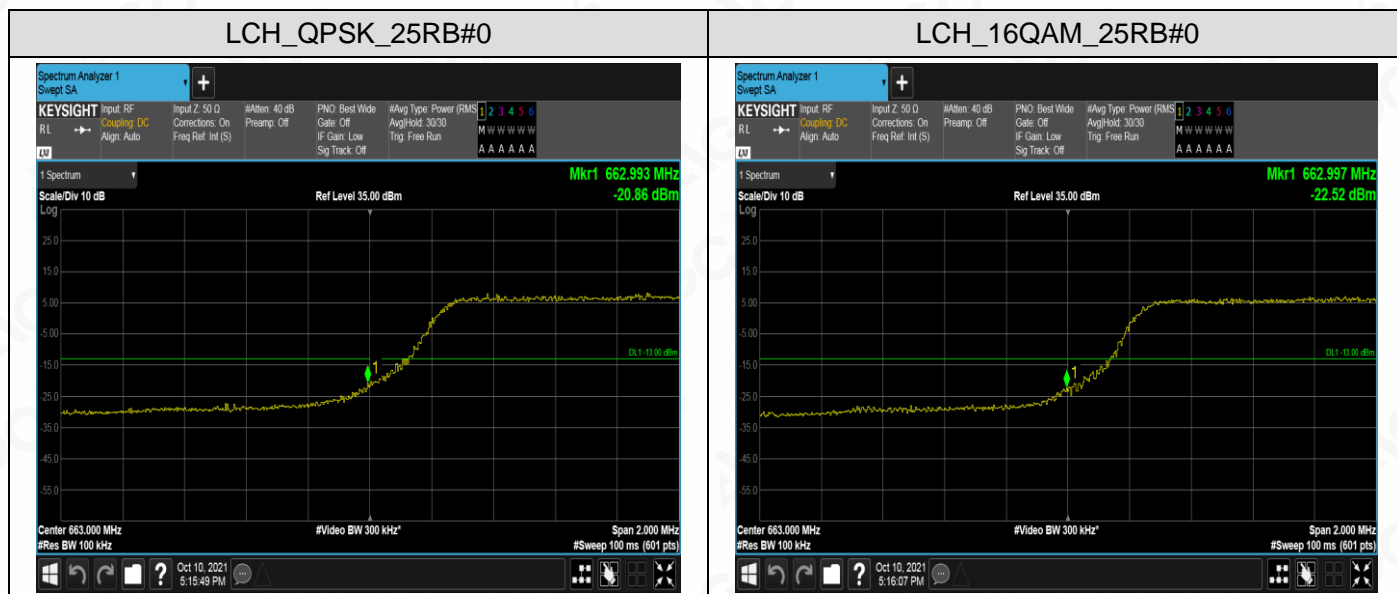 LCH_QPSK_25RB#0
Spectrum Analyzer 1
Swept SA
KEYSIGHT
RL
LXI
Input: RF
Coupling: DC
Align: Auto
Input Z: 50 Ω
Corrections: On
Freq Ref: Int (S)
#Atten: 40 dB
Preamp: Off
PNO: Best Wide
Gate: Off
IF Gain: Low
Sig Track: Off
#Avg Type: Power (RMS
Avg|Hold: 30/30
Trig: Free Run
1 2 3 4 5 6
M W W W W W
A A A A A A
1 Spectrum
Mkr1 662.993 MHz
Scale/Div 10 dB
Ref Level 35.00 dBm
-20.86 dBm
Log
25.0
15.0
5.00
-5.00
DL1 -13.00 dBm
-15.0
1
-25.0
-35.0
-45.0
-55.0
Center 663.000 MHz
#Video BW 300 kHz*
Span 2.000 MHz
#Res BW 100 kHz
#Sweep 100 ms (601 pts)
?
Oct 10, 2021
5:15:49 PM
LCH_16QAM_25RB#0
Spectrum Analyzer 1
Swept SA
KEYSIGHT
RL
LXI
Input: RF
Coupling: DC
Align: Auto
Input Z: 50 Ω
Corrections: On
Freq Ref: Int (S)
#Atten: 40 dB
Preamp: Off
PNO: Best Wide
Gate: Off
IF Gain: Low
Sig Track: Off
#Avg Type: Power (RMS
Avg|Hold: 30/30
Trig: Free Run
1 2 3 4 5 6
M W W W W W
A A A A A A
1 Spectrum
Mkr1 662.997 MHz
Scale/Div 10 dB
Ref Level 35.00 dBm
-22.52 dBm
Log
25.0
15.0
5.00
-5.00
DL1 -13.00 dBm
-15.0
1
-25.0
-35.0
-45.0
-55.0
Center 663.000 MHz
#Video BW 300 kHz*
Span 2.000 MHz
#Res BW 100 kHz
#Sweep 100 ms (601 pts)
?
Oct 10, 2021
5:16:07 PM